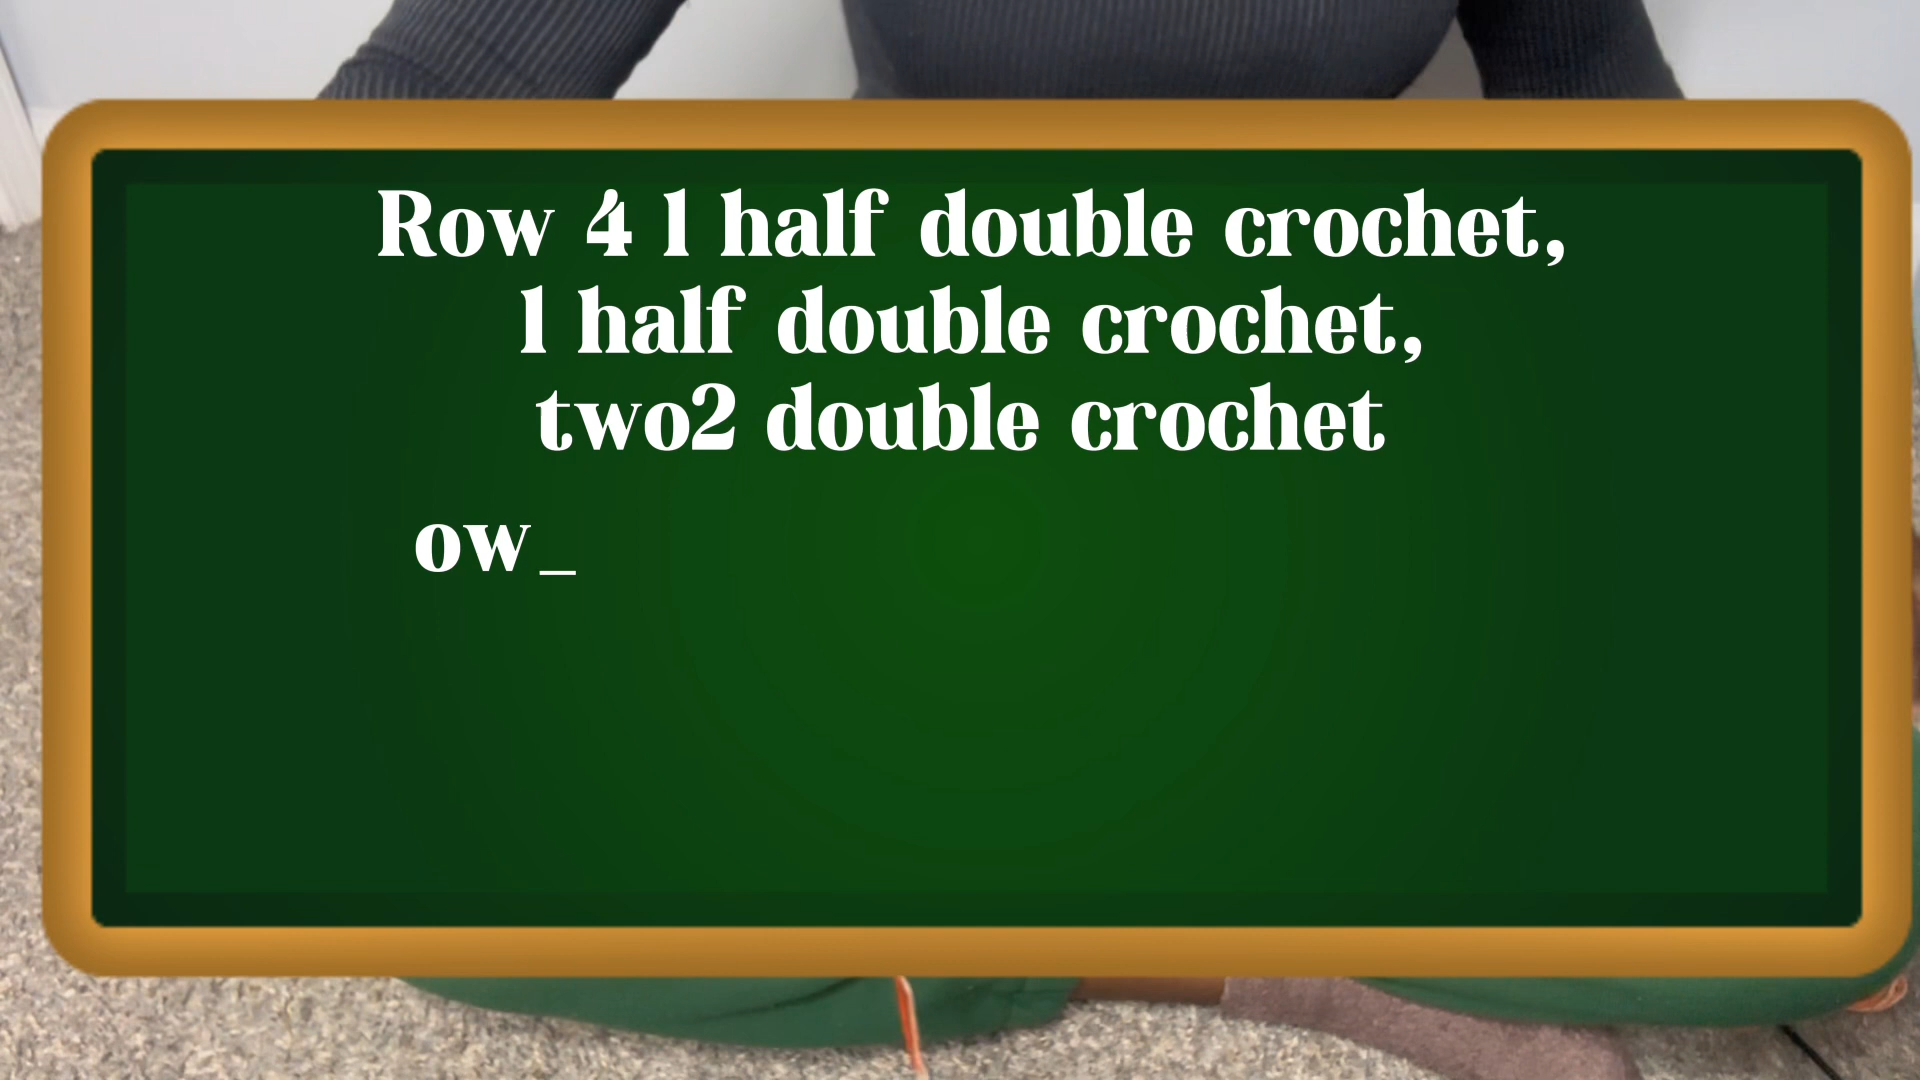 Row 4 1 half double crochet,
1 half double crochet,
two2 double crochet
ow_